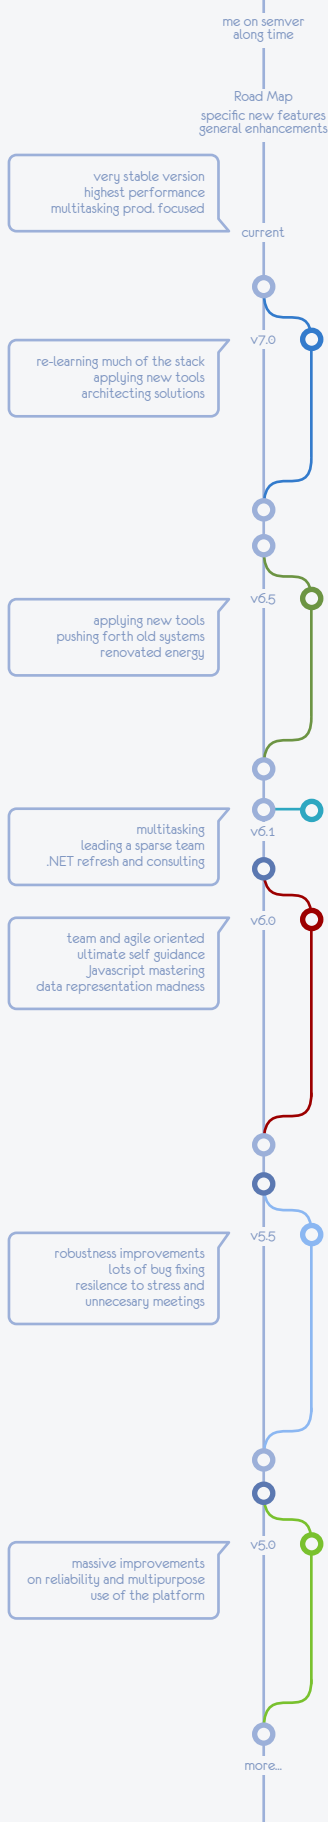 me on semver
along time
Road Map
specific new features
general enhancements
very stable version
highest performance
multitasking prod. focused
current
v7.0
re-learning much of the stack
applying new tools
architecting solutions
v6.5
applying new tools
pushing forth old systems
renovated energy
v6.1
multitasking
leading a sparse team
.NET refresh and consulting
v6.0
team and agile oriented
ultimate self guidance
Javascript mastering
data representation madness
v5.5
robustness improvements
lots of bug fixing
resilence to stress and
unnecesary meetings
v5.0
massive improvements
on reliability and multipurpose
use of the platform
more...